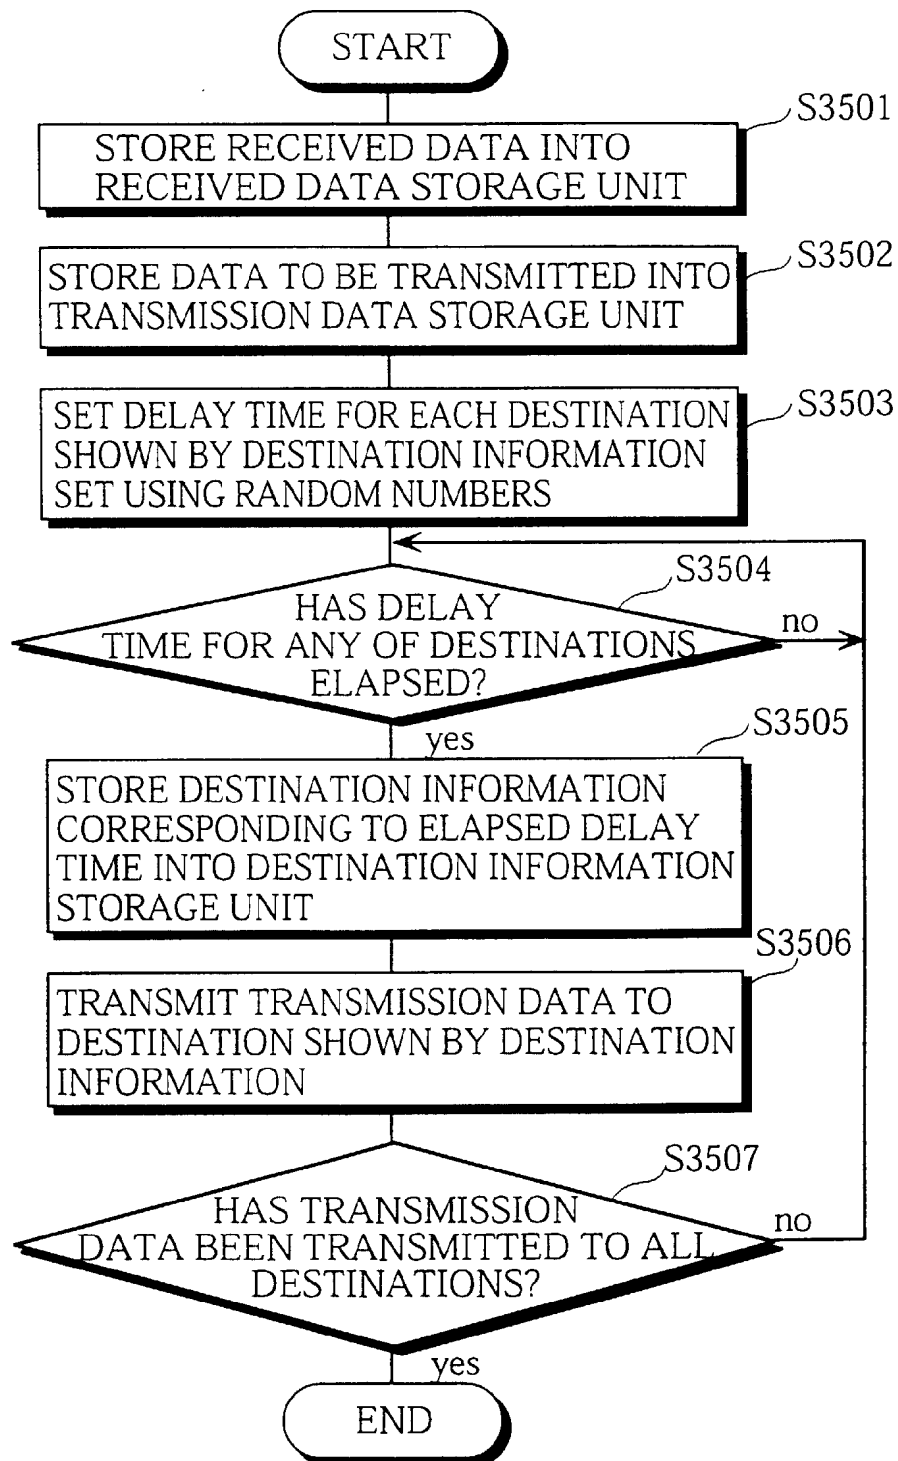 START
S3501
STORE RECEIVED DATA INTO
RECEIVED DATA STORAGE UNIT
S3502
STORE DATA TO BE TRANSMITTED INTO
TRANSMISSION DATA STORAGE UNIT
S3503
SET DELAY TIME FOR EACH DESTINATION
SHOWN BY DESTINATION INFORMATION
SET USING RANDOM NUMBERS
S3504
HAS DELAY
TIME FOR ANY OF DESTINATIONS
ELAPSED?
no
yes
S3505
STORE DESTINATION INFORMATION
CORRESPONDING TO ELAPSED DELAY
TIME INTO DESTINATION INFORMATION
STORAGE UNIT
S3506
TRANSMIT TRANSMISSION DATA TO
DESTINATION SHOWN BY DESTINATION
INFORMATION
S3507
HAS TRANSMISSION
DATA BEEN TRANSMITTED TO ALL
DESTINATIONS?
no
yes
END